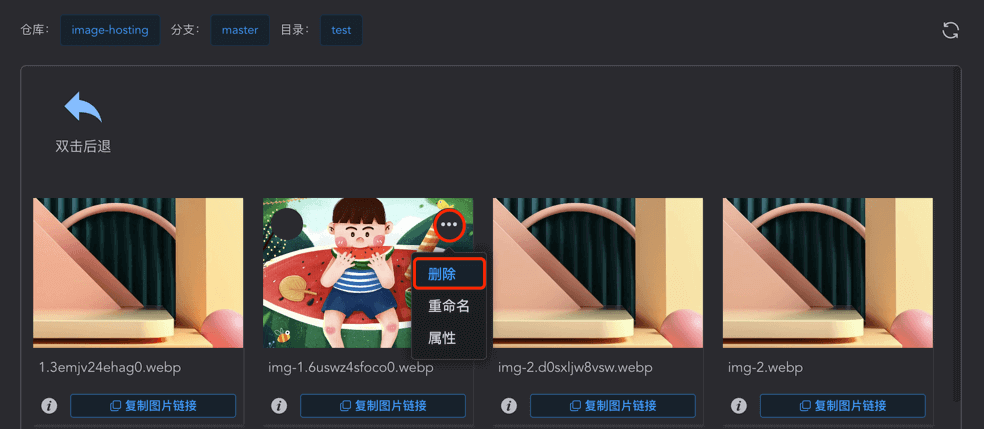 仓库： image-hosting 分支： master 目录： test
双击后退
删除
重命名
属性
1.3emjv24ehag0.webp img-1.6uswz4sfoco0.webp img-2.d0sxljw8vsw.webp img-2.webp
复制图片链接 复制图片链接 复制图片链接 复制图片链接